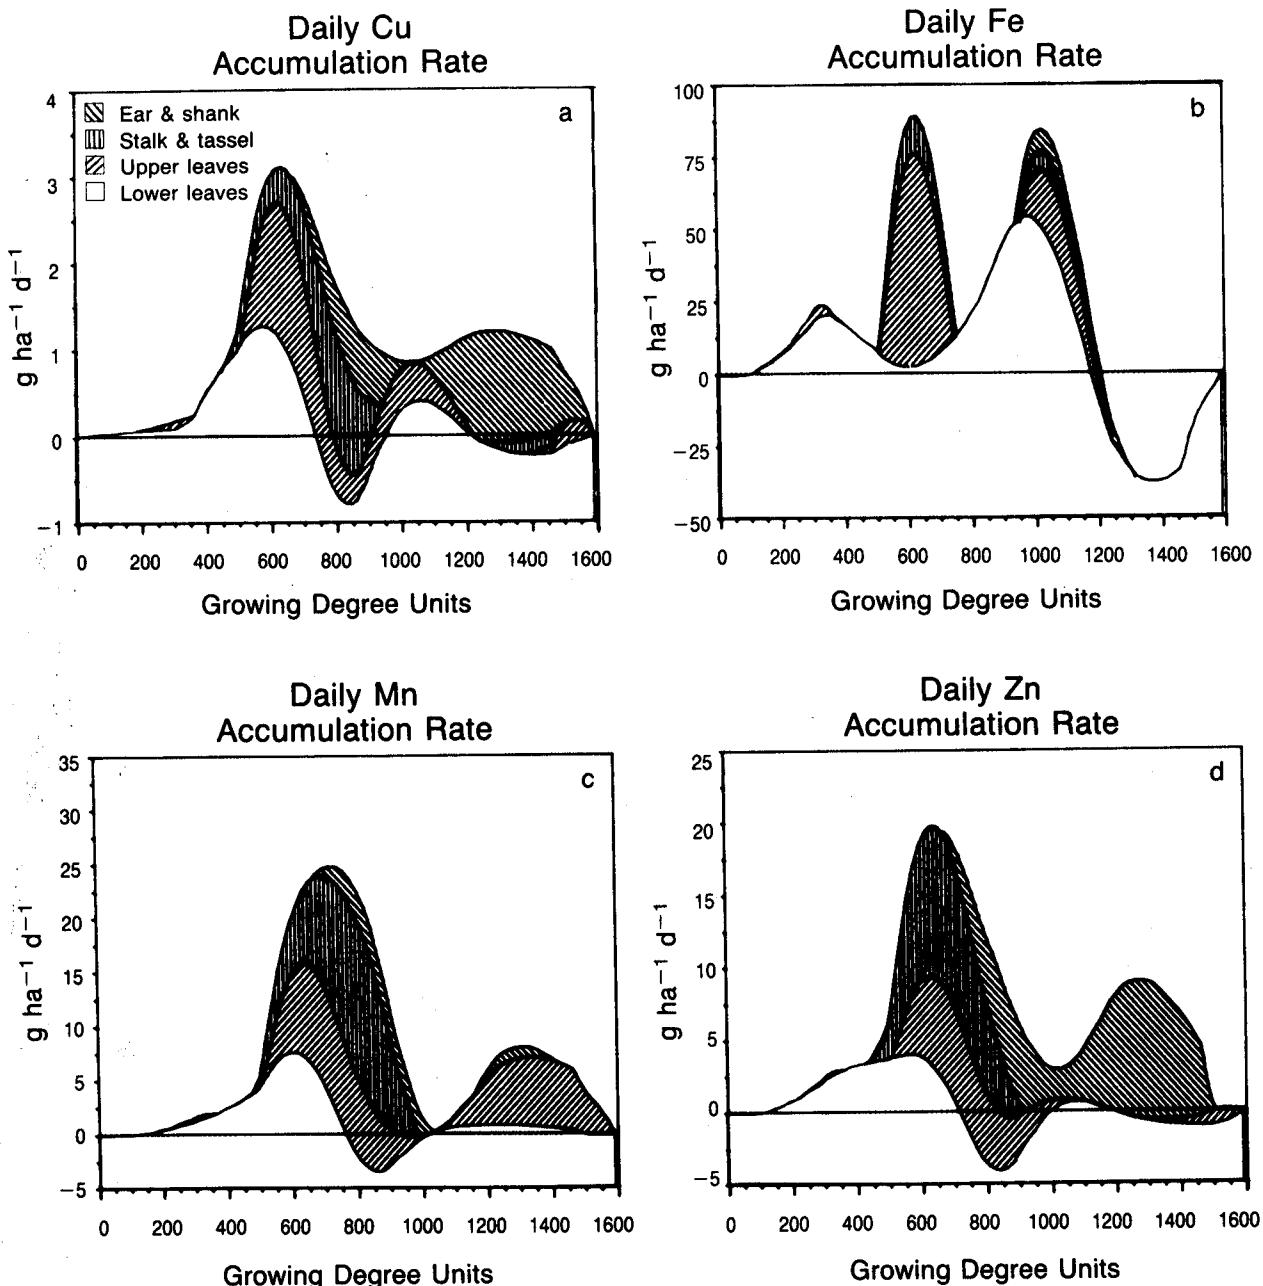 Daily Cu
Accumulation Rate
4
3
2
1
0
−1
g ha−1 d−1
a
Ear & shank
Stalk & tassel
Upper leaves
Lower leaves
0 200 400 600 800 1000 1200 1400 1600
Growing Degree Units
Daily Fe
Accumulation Rate
100
75
50
25
0
−25
−50
g ha−1 d−1
b
0 200 400 600 800 1000 1200 1400 1600
Growing Degree Units
Daily Mn
Accumulation Rate
35
30
25
20
15
10
5
0
−5
g ha−1 d−1
c
0 200 400 600 800 1000 1200 1400 1600
Growing Degree Units
Daily Zn
Accumulation Rate
25
20
15
10
5
0
−5
g ha−1 d−1
d
0 200 400 600 800 1000 1200 1400 1600
Growing Degree Units